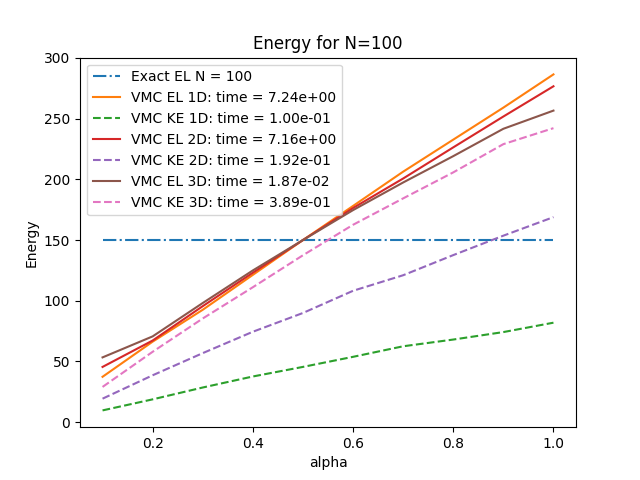 Energy for N=100
Exact EL N = 100
VMC EL 1D: time = 7.24e+00
VMC KE 1D: time = 1.00e-01
VMC EL 2D: time = 7.16e+00
VMC KE 2D: time = 1.92e-01
VMC EL 3D: time = 1.87e-02
VMC KE 3D: time = 3.89e-01
Energy
300
250
200
150
100
50
0
0.2 0.4 0.6 0.8 1.0
alpha